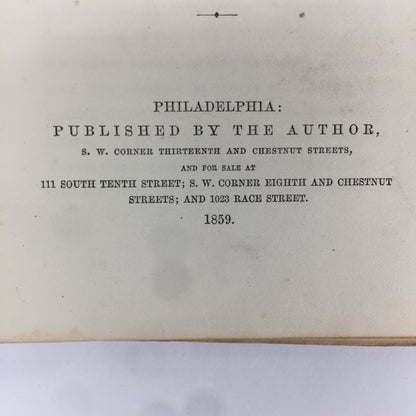 PHILADELPHIA:
PUBLISHED BY THE AUTHOR,
S. W. CORNER THIRTEENTH AND CHESTNUT STREETS,
AND FOR SALE AT
111 SOUTH TENTH STREET; S. W. CORNER EIGHTH AND CHESTNUT
STREETS; AND 1023 RACE STREET.
1859.